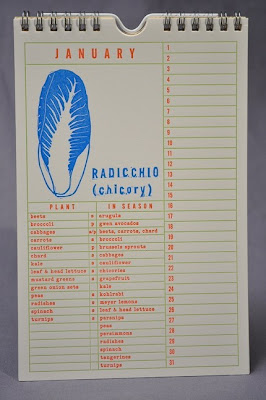 JANUARY
RADICCHIO
(chicory)
PLANT
beets s
broccoli p
cabbages s/p
carrots s
cauliflower p
chard s
kale s
leaf & head lettuce s
mustard greens s
green onion sets
peas s
radishes s
spinach s
turnips s
IN SEASON
arugula
gwen avocados
beets, carrots, chard
broccoli
brussels sprouts
cabbages
cauliflower
chicories
grapefruit
kale
kohlrabi
meyer lemons
leaf & head lettuce
parsnips
peas
persimmons
radishes
spinach
tangerines
turnips
1
2
3
4
5
6
7
8
9
10
11
12
13
14
15
16
17
18
19
20
21
22
23
24
25
26
27
28
29
30
31